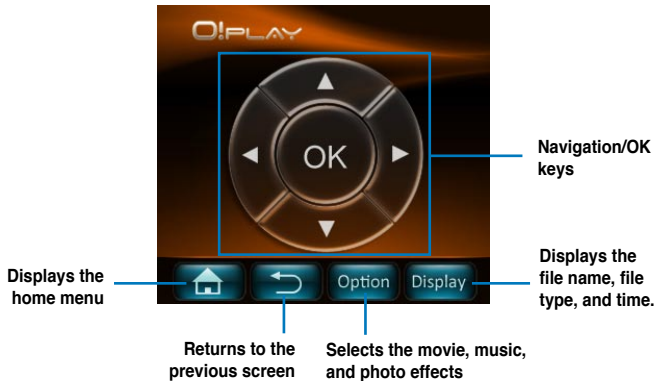 O!PLAY
OK
Navigation/OK
keys
Displays the
home menu
Option
Display
Displays the
file name, file
type, and time.
Returns to the
previous screen
Selects the movie, music,
and photo effects